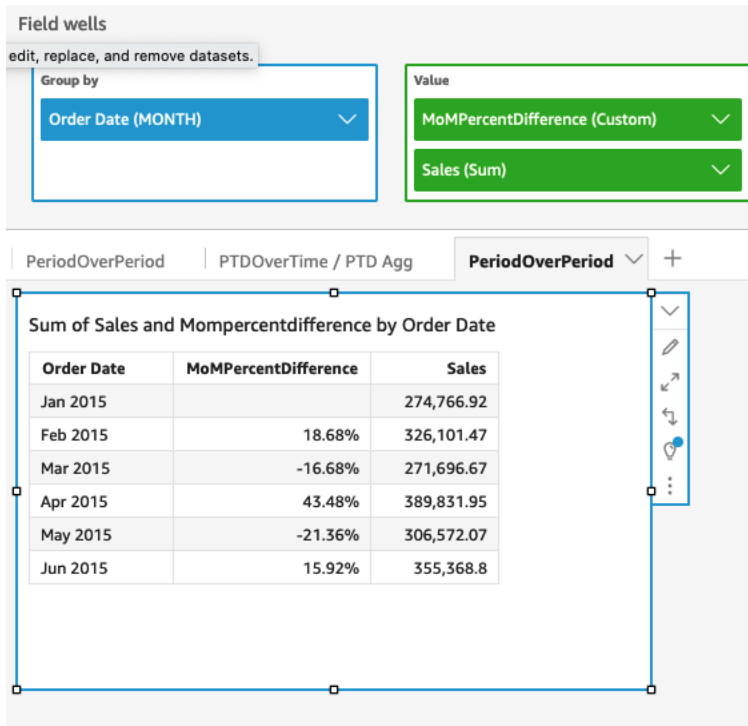 Field wells
edit, replace, and remove datasets.
Group by
Value
Order Date (MONTH)
MoMPercentDifference (Custom)
Sales (Sum)
PeriodOverPeriod
PTDOverTime / PTD Agg
PeriodOverPeriod
Sum of Sales and Mompercentdifference by Order Date
Order Date MoMPercentDifference Sales
Jan 2015 274,766.92
Feb 2015 18.68% 326,101.47
Mar 2015 -16.68% 271,696.67
Apr 2015 43.48% 389,831.95
May 2015 -21.36% 306,572.07
Jun 2015 15.92% 355,368.8